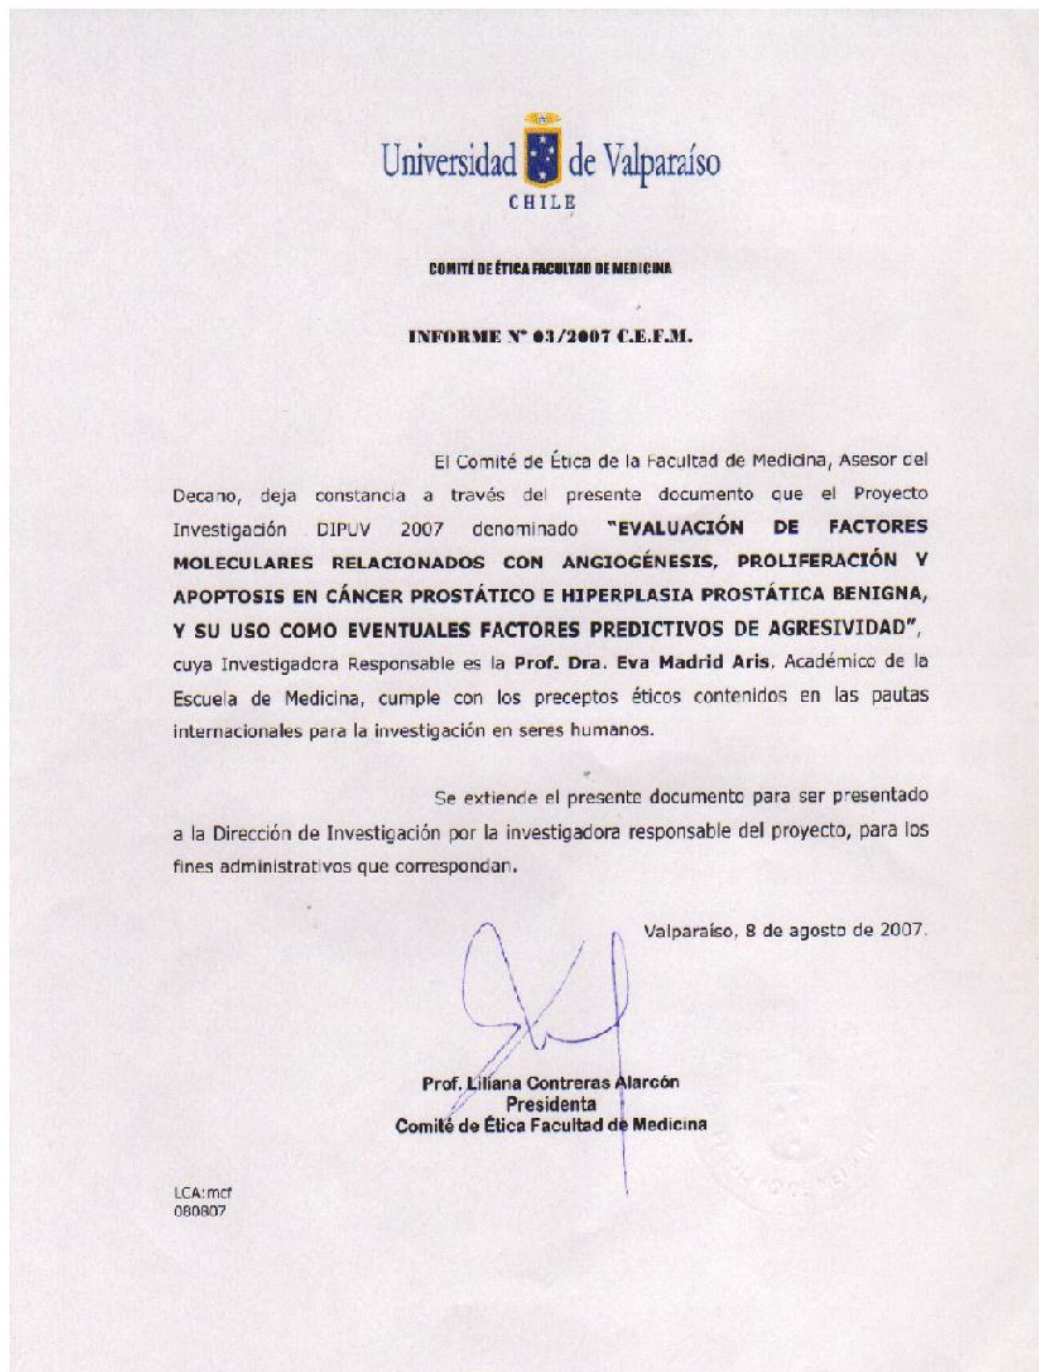 Universidad de Valparaíso
CHILE
COMITÉ DE ÉTICA FACULTAD DE MEDICINA
INFORME N° 03/2007 C.E.F.M.
El Comité de Ética de la Facultad de Medicina, Asesor del
Decano, deja constancia a través del presente documento que el Proyecto
Investigación DIPUV 2007 denominado "EVALUACIÓN DE FACTORES
MOLECULARES RELACIONADOS CON ANGIOGÉNESIS, PROLIFERACIÓN Y
APOPTOSIS EN CÁNCER PROSTÁTICO E HIPERPLASIA PROSTÁTICA BENIGNA,
Y SU USO COMO EVENTUALES FACTORES PREDICTIVOS DE AGRESIVIDAD",
cuya Investigadora Responsable es la Prof. Dra. Eva Madrid Aris, Académico de la
Escuela de Medicina, cumple con los preceptos éticos contenidos en las pautas
internacionales para la investigación en seres humanos.
Se extiende el presente documento para ser presentado
a la Dirección de Investigación por la investigadora responsable del proyecto, para los
fines administrativos que correspondan.
Valparaíso, 8 de agosto de 2007.
Prof. Liliana Contreras Alarcón
Presidenta
Comité de Ética Facultad de Medicina
LCA:mcf
080807